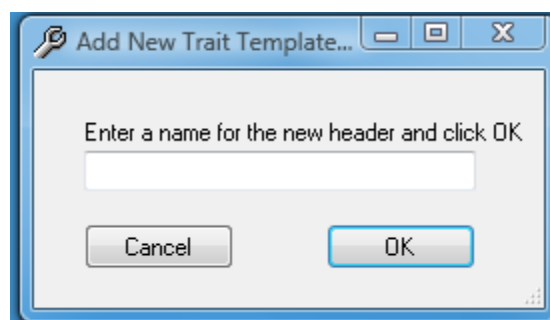 Add New Trait Template...
Enter a name for the new header and click OK
Cancel OK